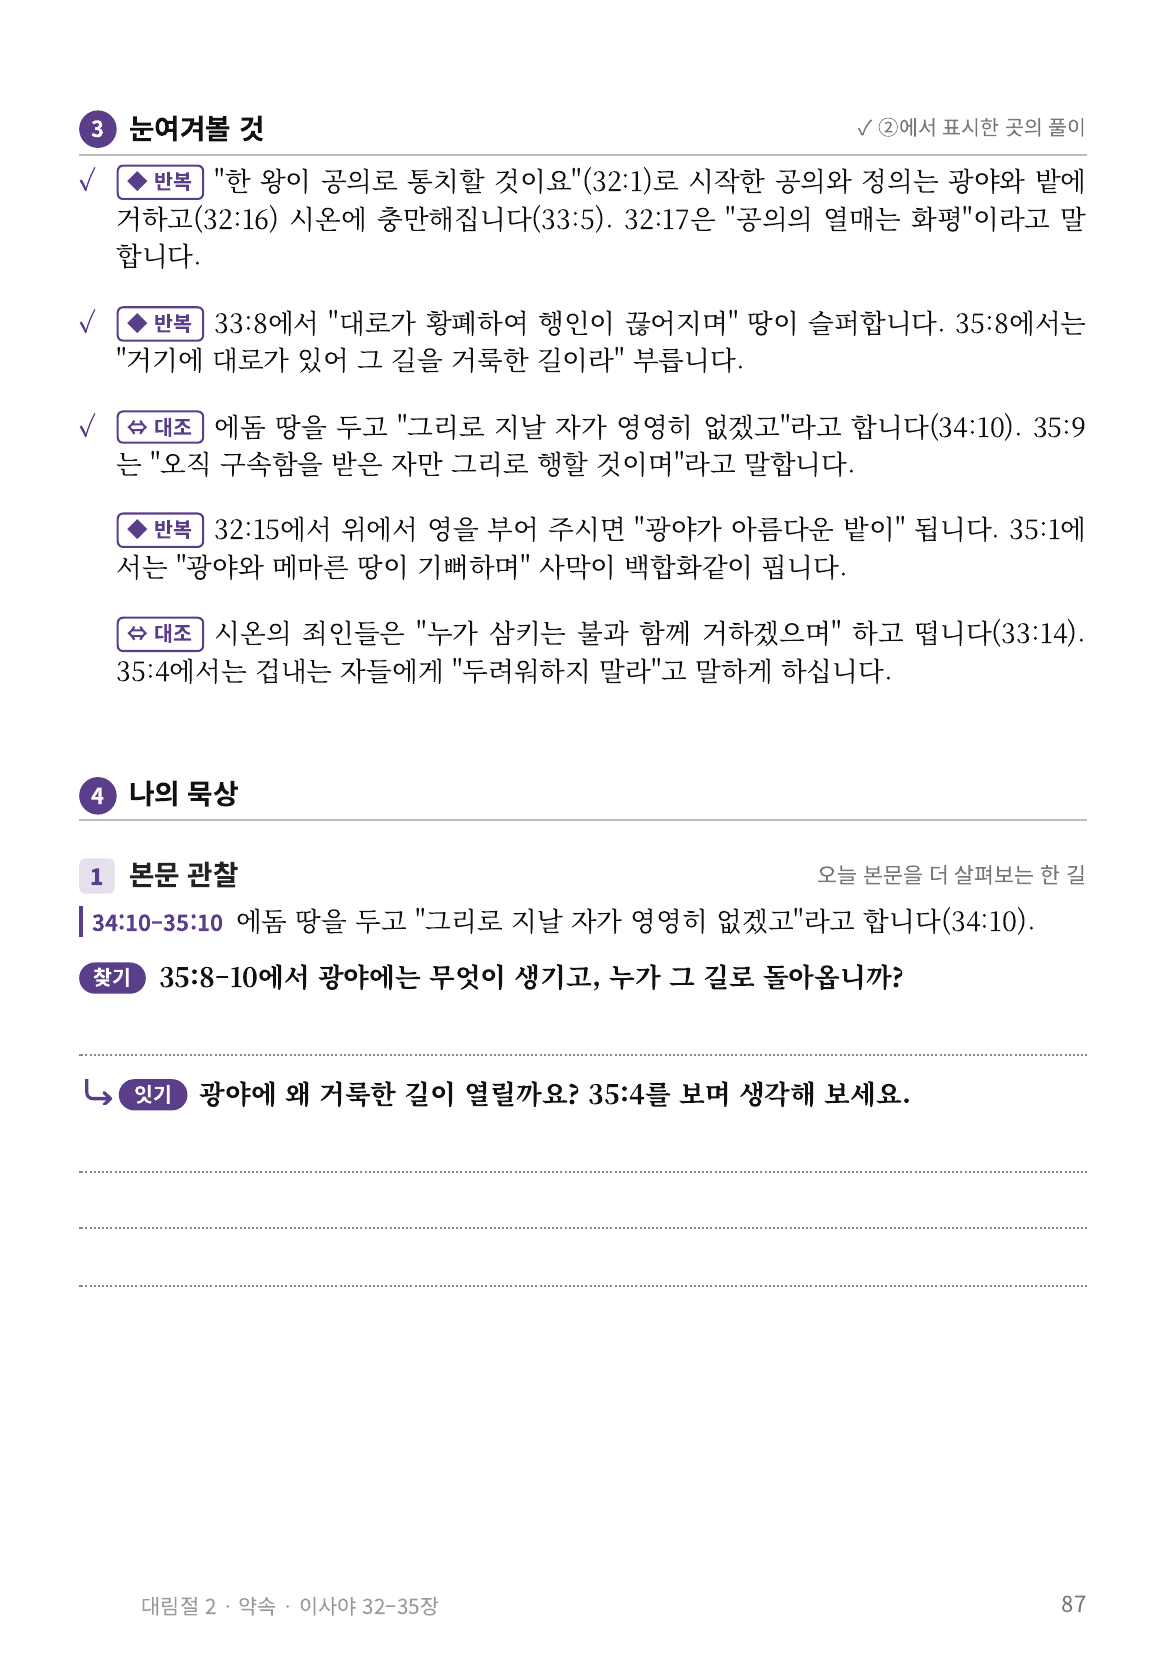 3 눈여겨볼 것
✓ ②에서 표시한 곳의 풀이
✓ ◆ 반복 "한 왕이 공의로 통치할 것이요"(32:1)로 시작한 공의와 정의는 광야와 밭에
거하고(32:16) 시온에 충만해집니다(33:5). 32:17은 "공의의 열매는 화평"이라고 말
합니다.
✓ ◆ 반복 33:8에서 "대로가 황폐하여 행인이 끊어지며" 땅이 슬퍼합니다. 35:8에서는
"거기에 대로가 있어 그 길을 거룩한 길이라" 부릅니다.
✓ ⇔ 대조 에돔 땅을 두고 "그리로 지날 자가 영영히 없겠고"라고 합니다(34:10). 35:9
는 "오직 구속함을 받은 자만 그리로 행할 것이며"라고 말합니다.
◆ 반복 32:15에서 위에서 영을 부어 주시면 "광야가 아름다운 밭이" 됩니다. 35:1에
서는 "광야와 메마른 땅이 기뻐하며" 사막이 백합화같이 핍니다.
⇔ 대조 시온의 죄인들은 "누가 삼키는 불과 함께 거하겠으며" 하고 떱니다(33:14).
35:4에서는 겁내는 자들에게 "두려워하지 말라"고 말하게 하십니다.
4 나의 묵상
1 본문 관찰
오늘 본문을 더 살펴보는 한 길
34:10–35:10 에돔 땅을 두고 "그리로 지날 자가 영영히 없겠고"라고 합니다(34:10).
찾기 35:8–10에서 광야에는 무엇이 생기고, 누가 그 길로 돌아옵니까?
잇기 광야에 왜 거룩한 길이 열릴까요? 35:4를 보며 생각해 보세요.
대림절 2 · 약속 · 이사야 32–35장
87